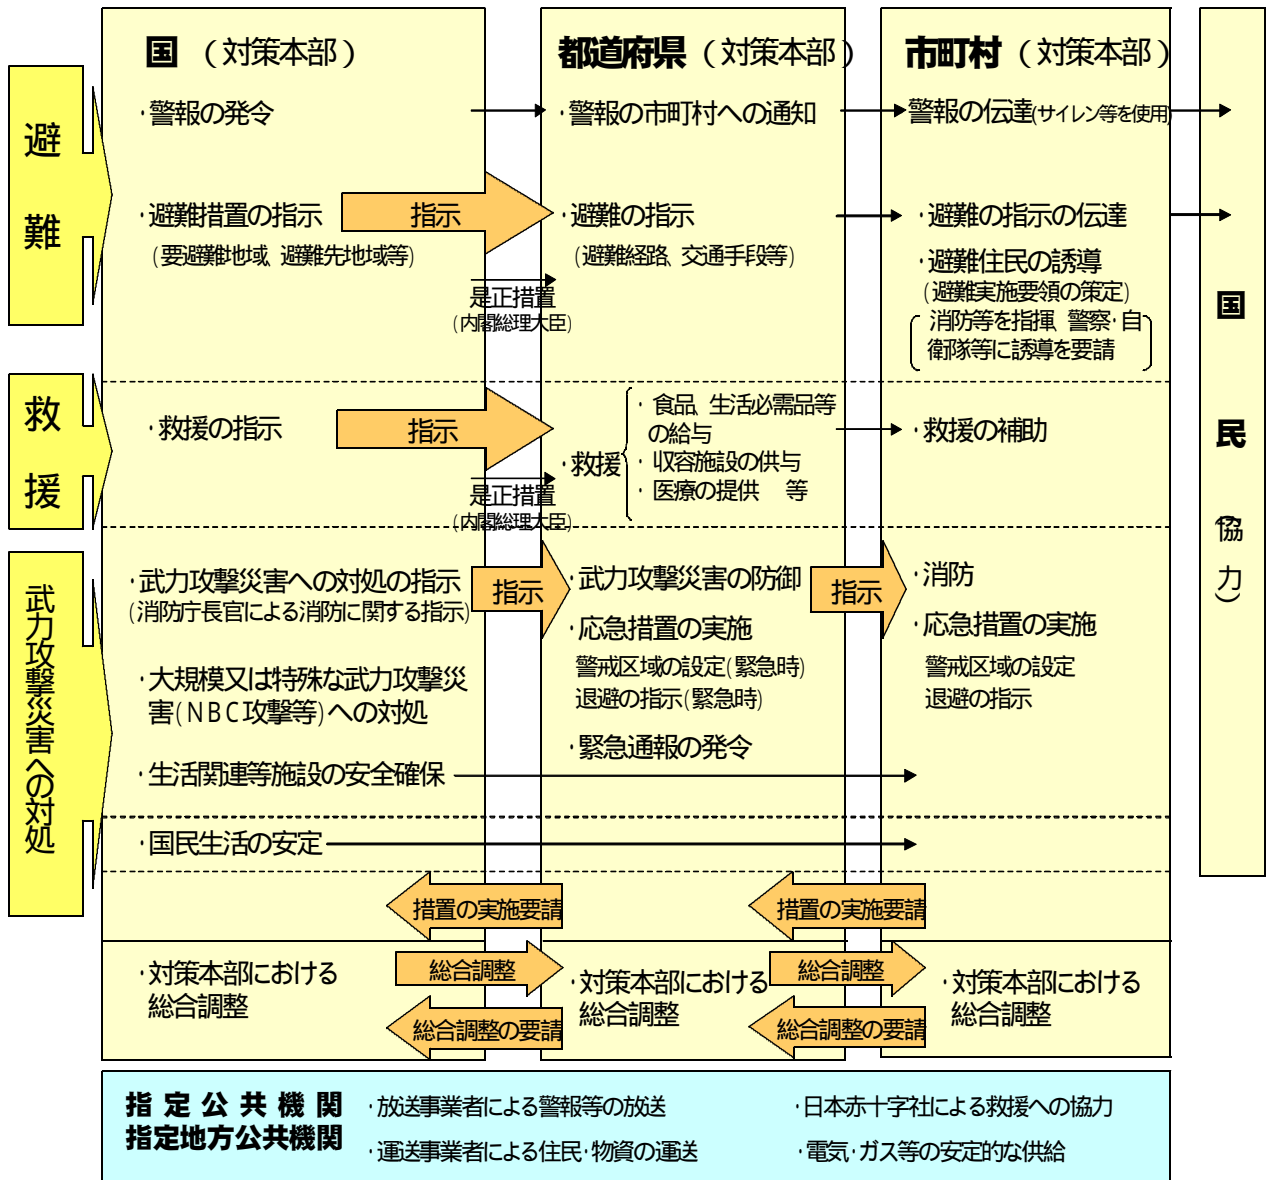 国（対策本部）
都道府県（対策本部）
市町村（対策本部）
避難
・警報の発令
・警報の市町村への通知
警報の伝達(サイレン等を使用)
・避難措置の指示
(要避難地域、避難先地域等)
指示
・避難の指示
(避難経路、交通手段等)
・避難の指示の伝達
・避難住民の誘導
(避難実施要領の策定)
消防等を指揮、警察・自
衛隊等に誘導を要請
是正措置
(内閣総理大臣)
国民（協力）
救援
・救援の指示
指示
・救援
・食品、生活必需品等
の給与
・収容施設の供与
・医療の提供　等
・救援の補助
是正措置
(内閣総理大臣)
武力攻撃災害への対処
・武力攻撃災害への対処の指示
(消防庁長官による消防に関する指示)
指示
・武力攻撃災害の防御
指示
・消防
・応急措置の実施
警戒区域の設定(緊急時)
退避の指示(緊急時)
・応急措置の実施
警戒区域の設定
退避の指示
・大規模又は特殊な武力攻撃災
害(NBC攻撃等)への対処
・緊急通報の発令
・生活関連等施設の安全確保
・国民生活の安定
措置の実施要請
措置の実施要請
・対策本部における
総合調整
総合調整
総合調整の要請
・対策本部における
総合調整
総合調整
総合調整の要請
・対策本部における
総合調整
指定公共機関
指定地方公共機関
・放送事業者による警報等の放送
・日本赤十字社による救援への協力
・運送事業者による住民・物資の運送
・電気・ガス等の安定的な供給